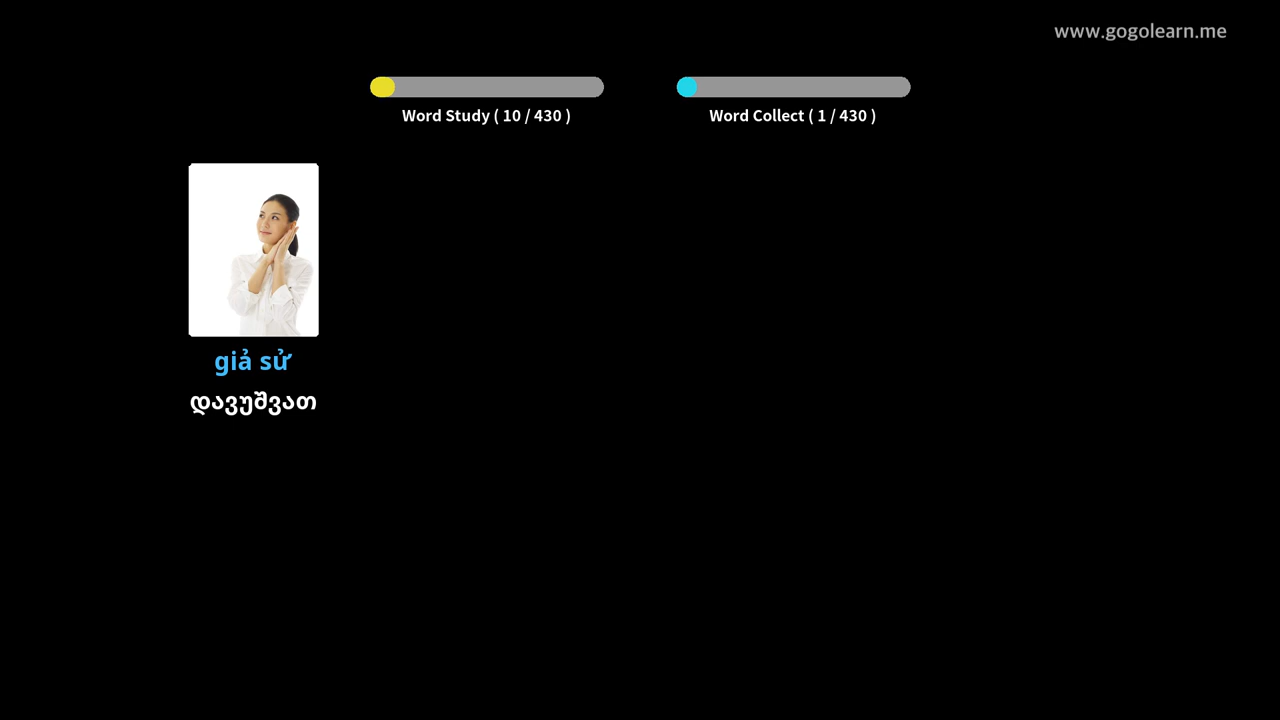 www.gogolearn.me
Word Study ( 10 / 430 )
Word Collect ( 1 / 430 )
giả sử
დავუშვათ